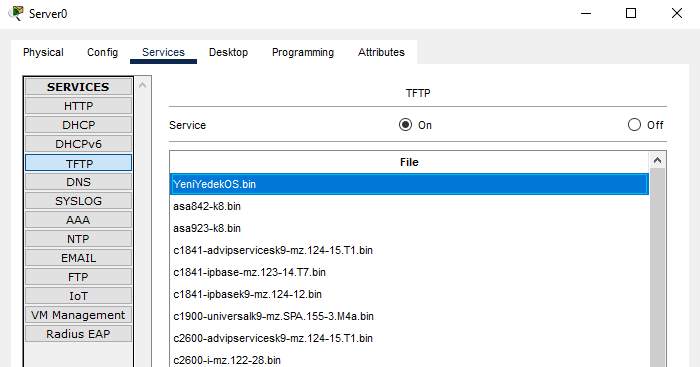 Server0
Physical Config Services Desktop Programming Attributes
SERVICES
HTTP
DHCP
DHCPv6
TFTP
DNS
SYSLOG
AAA
NTP
EMAIL
FTP
IoT
VM Management
Radius EAP
TFTP
Service On Off
File
YeniYedekOS.bin
asa842-k8.bin
asa923-k8.bin
c1841-advipservicesk9-mz.124-15.T1.bin
c1841-ipbase-mz.123-14.T7.bin
c1841-ipbasek9-mz.124-12.bin
c1900-universalk9-mz.SPA.155-3.M4a.bin
c2600-advipservicesk9-mz.124-15.T1.bin
c2600-i-mz.122-28.bin